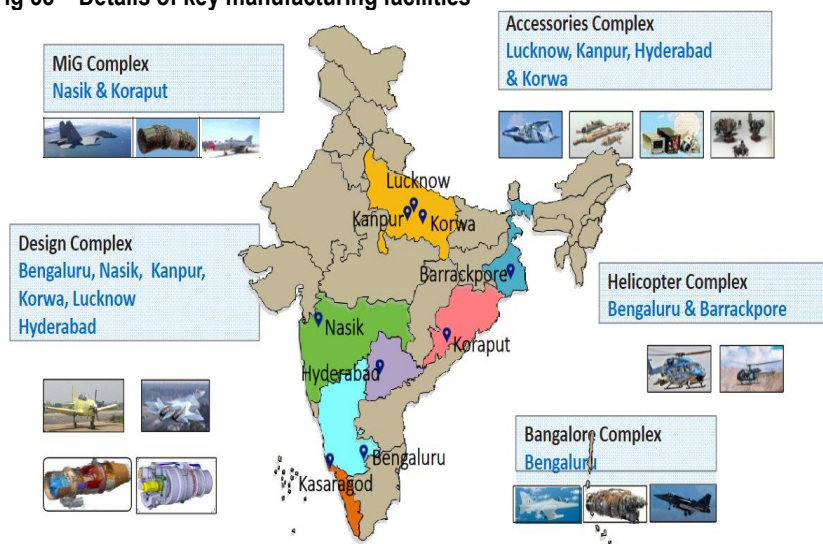 Details of key manufacturing facilities
MiG Complex
Nasik & Koraput
Accessories Complex
Lucknow, Kanpur, Hyderabad
& Korwa
Design Complex
Bengaluru, Nasik, Kanpur,
Korwa, Lucknow
Hyderabad
Helicopter Complex
Bengaluru & Barrackpore
Bangalore Complex
Bengaluru
Lucknow
Kanpur
Korwa
Barrackpore
Nasik
Koraput
Hyderabad
Bengaluru
Kasaragod